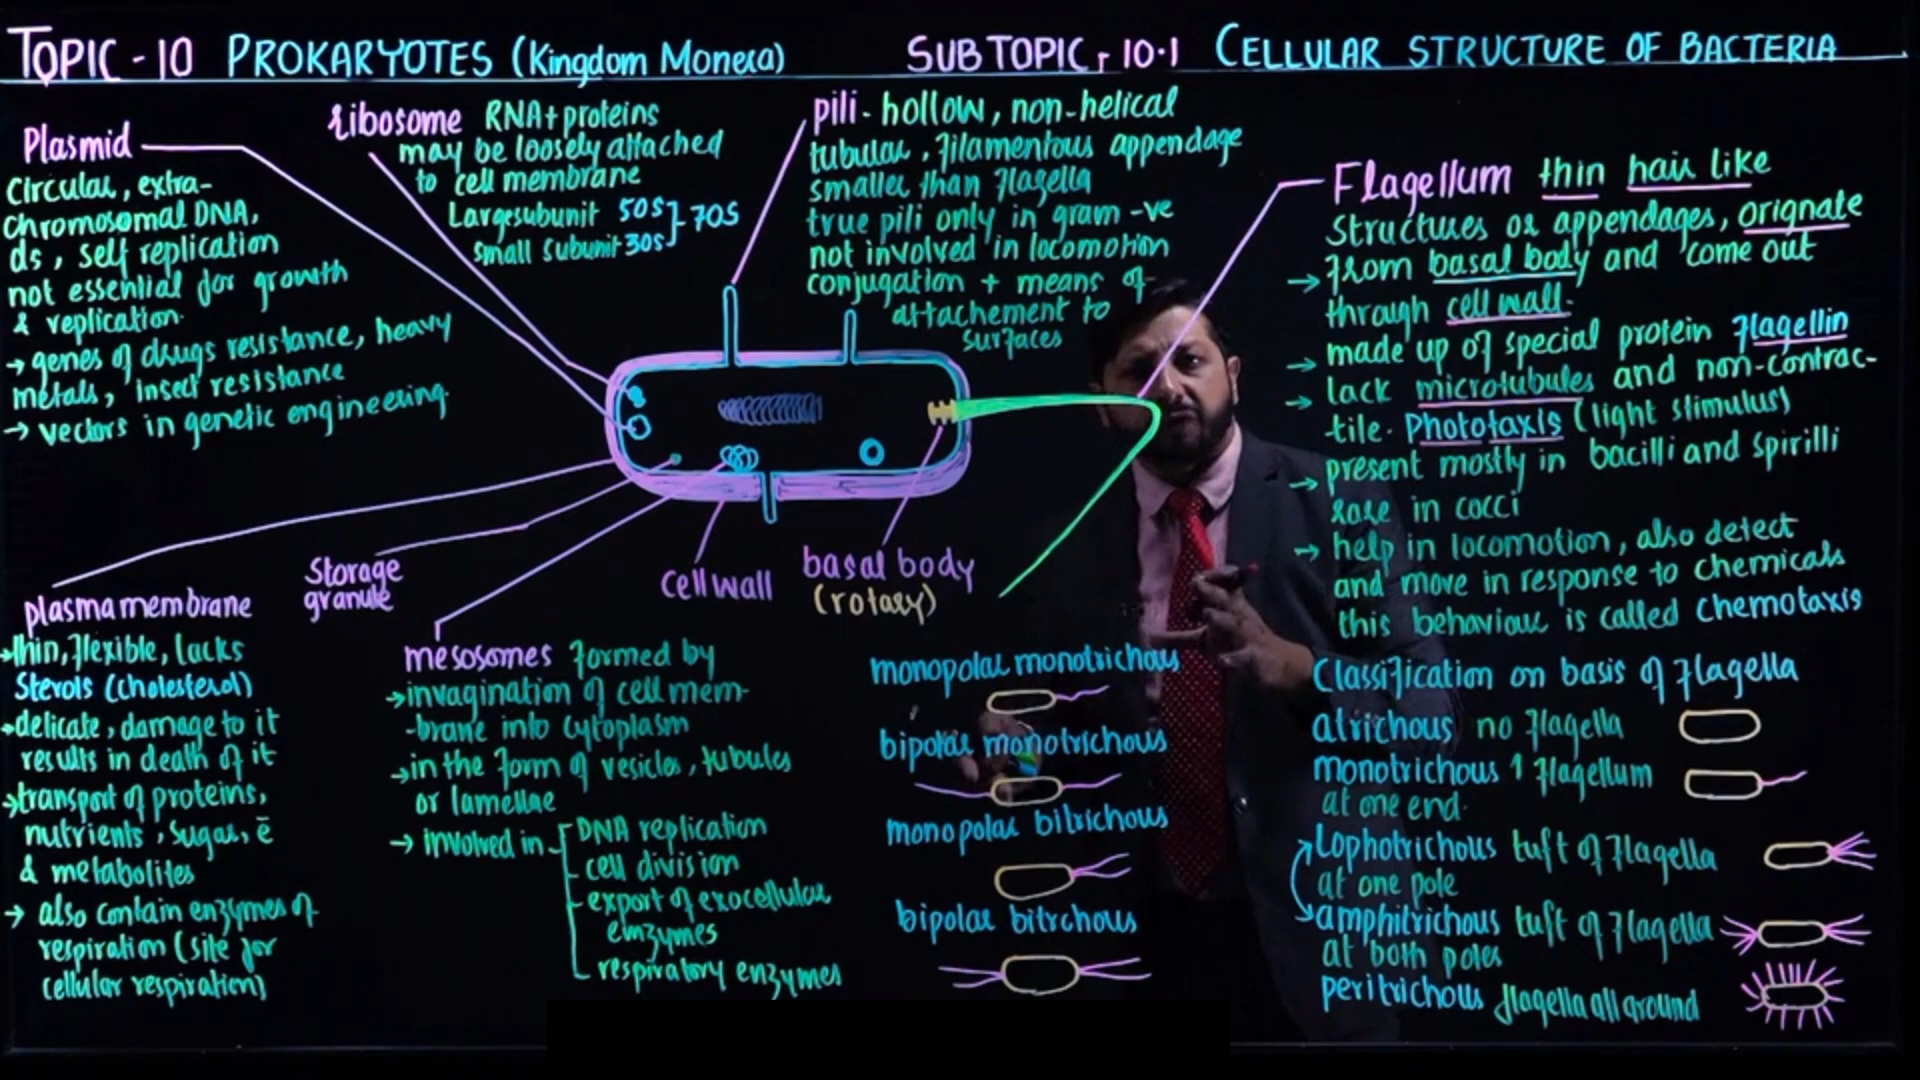 TOPIC - 10 PROKARYOTES (Kingdom Monera) SUB TOPIC, 10.1 CELLULAR STRUCTURE OF BACTERIA
Plasmid
Circular, extra-
chromosomal DNA,
ds, self replication
not essential for growth
& replication.
→ genes of drugs resistance, heavy
metals, insect resistance
→ vectors in genetic engineering.
ribosome RNA + proteins
may be loosely attached
to cell membrane
Largesubunit 50S
small subunit 30S ] 70S
pili - hollow, non-helical
tubular, filamentous appendage
smaller than flagella
true pili only in gram -ve
not involved in locomotion
conjugation + means of
attachement to
surfaces
Flagellum thin hair like
structures or appendages, orignate
→ from basal body and come out
through cell wall.
→ made up of special protein flagellin
→ lack microtubules and non-contrac-
-tile. Phototaxis (light stimulus)
→ present mostly in bacilli and spirilli
rare in cocci
→ help in locomotion, also detect
and move in response to chemicals
this behaviour is called chemotaxis
plasma membrane
→ thin, flexible, lacks
sterols (cholesterol)
→ delicate, damage to it
results in death of it
→ transport of proteins,
nutrients, sugar, ē
& metabolites
→ also contain enzymes of
respiration (site for
cellular respiration)
Storage
granule
mesosomes formed by
→ invagination of cell mem-
-brane into cytoplasm
→ in the form of vesicles, tubules
or lamellae
→ involved in
DNA replication
cell division
export of exocellular
emzymes
respiratory enzymes
cell wall
basal body
(rotary)
monopolar monotrichous
bipolar monotrichous
monopolar bitrichous
bipolar bitrchous
Classification on basis of flagella
atrichous no flagella
monotrichous 1 flagellum
at one end.
Lophotrichous tuft of flagella
at one pole
amphitrichous tuft of flagella
at both poles
peritrichous flagella all around